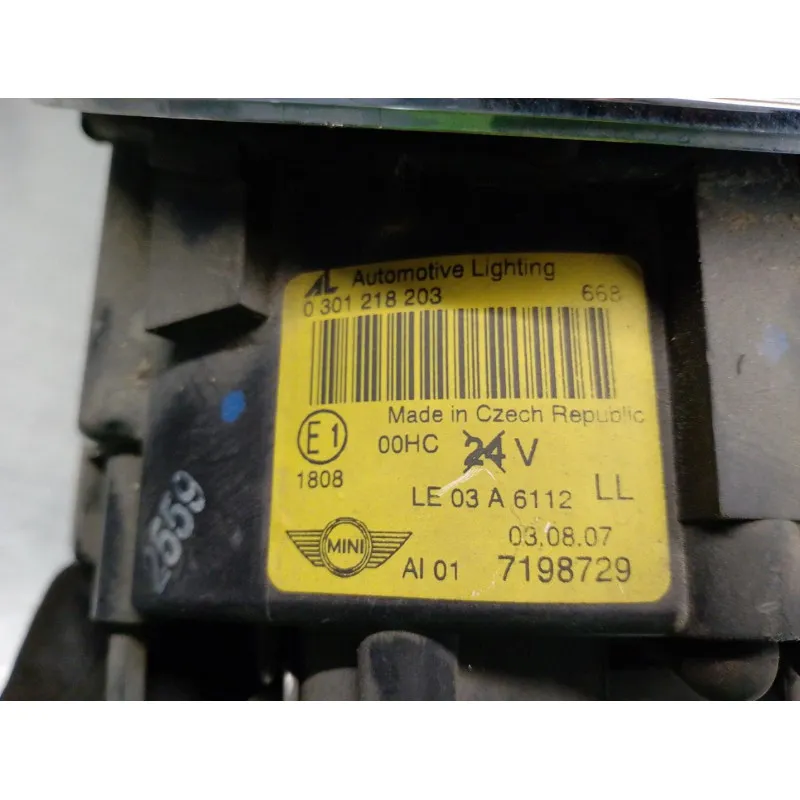 AL Automotive Lighting
0 301 218 203 668
Made in Czech Republic
E1 00HC 24 V
1808
LE 03 A 6112 LL
03.08.07
MINI AI 01 7198729
2559